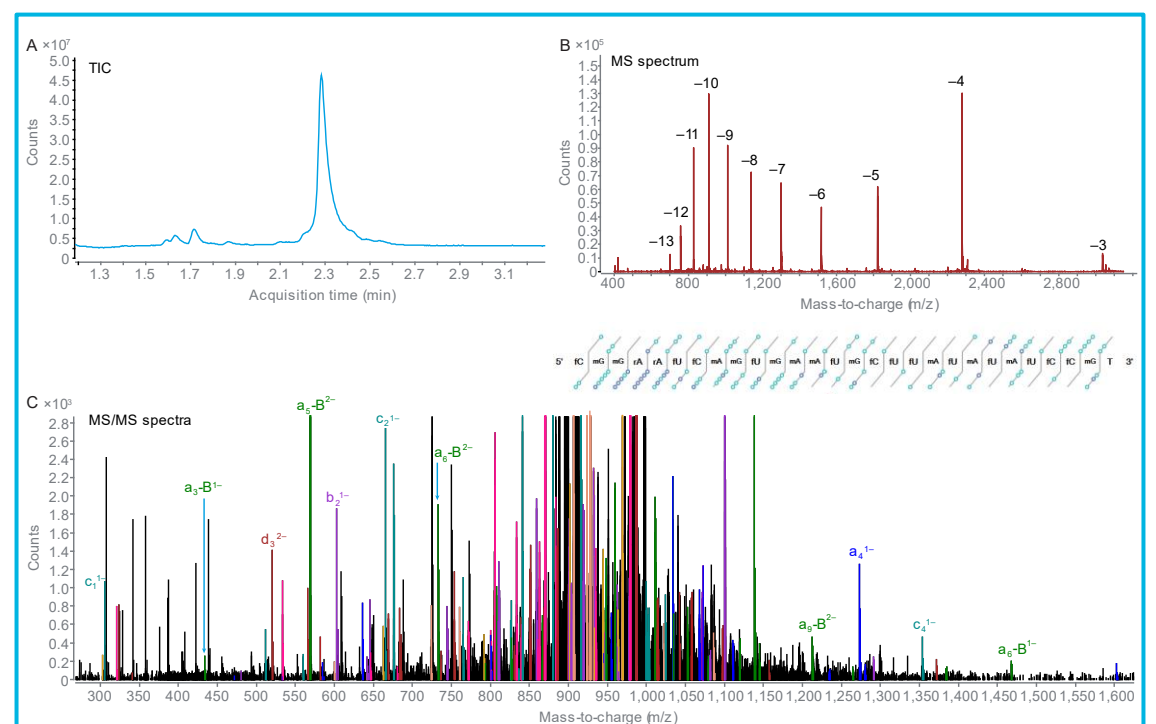 A ×10⁷
TIC
Counts
5.0
4.5
4.0
3.5
3.0
2.5
2.0
1.5
1.0
0.5
0
1.3 1.5 1.7 1.9 2.1 2.3 2.5 2.7 2.9 3.1
Acquisition time (min)
B ×10⁵
MS spectrum
Counts
1.5
1.4
1.3
1.2
1.1
1.0
0.9
0.8
0.7
0.6
0.5
0.4
0.3
0.2
0.1
0
–13
–12
–11
–10
–9
–8
–7
–6
–5
–4
–3
400 800 1,200 1,600 2,000 2,400 2,800
Mass-to-charge (m/z)
5' fC mG mG rA rA fU fC mA mG fU mG mA mA fU mG fC fU fU mA fU mA fU mA fU fC fC mG T 3'
C ×10³
MS/MS spectra
Counts
2.8
2.6
2.4
2.2
2.0
1.8
1.6
1.4
1.2
1.0
0.8
0.6
0.4
0.2
0
c₁¹⁻
a₃-B¹⁻
d₃²⁻
a₅-B²⁻
b₂¹⁻
c₂¹⁻
a₆-B²⁻
a₉-B²⁻
a₄¹⁻
c₄¹⁻
a₆-B¹⁻
300 350 400 450 500 550 600 650 700 750 800 850 900 950 1,000 1,050 1,100 1,150 1,200 1,250 1,300 1,350 1,400 1,450 1,500 1,550 1,600
Mass-to-charge (m/z)